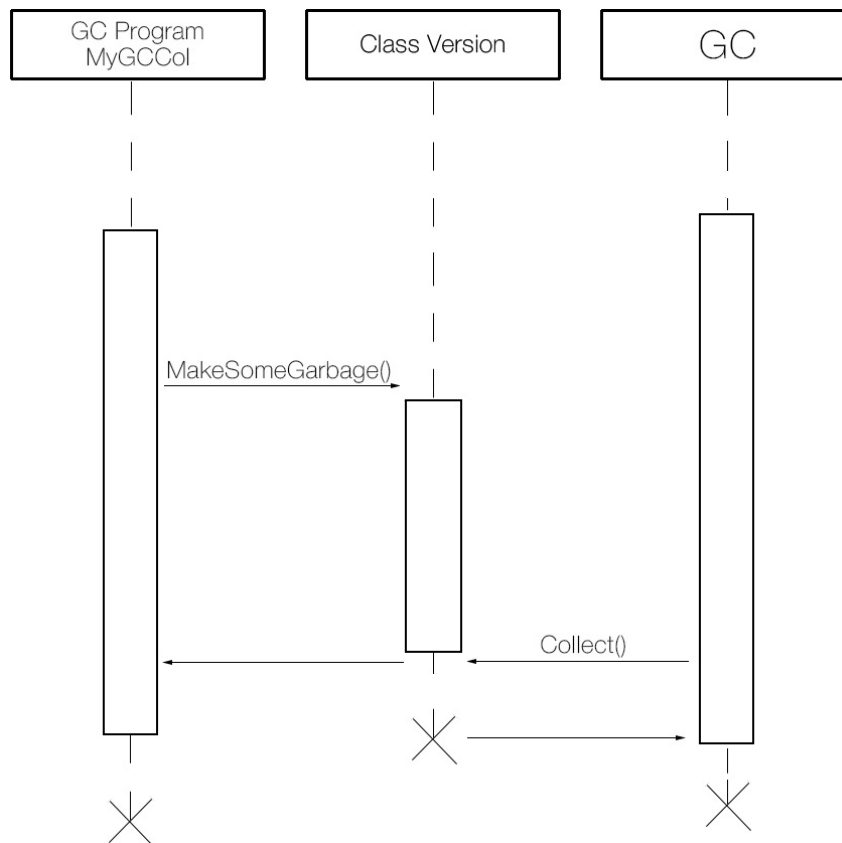 GC Program
MyGCCol
Class Version
GC
MakeSomeGarbage()
Collect()